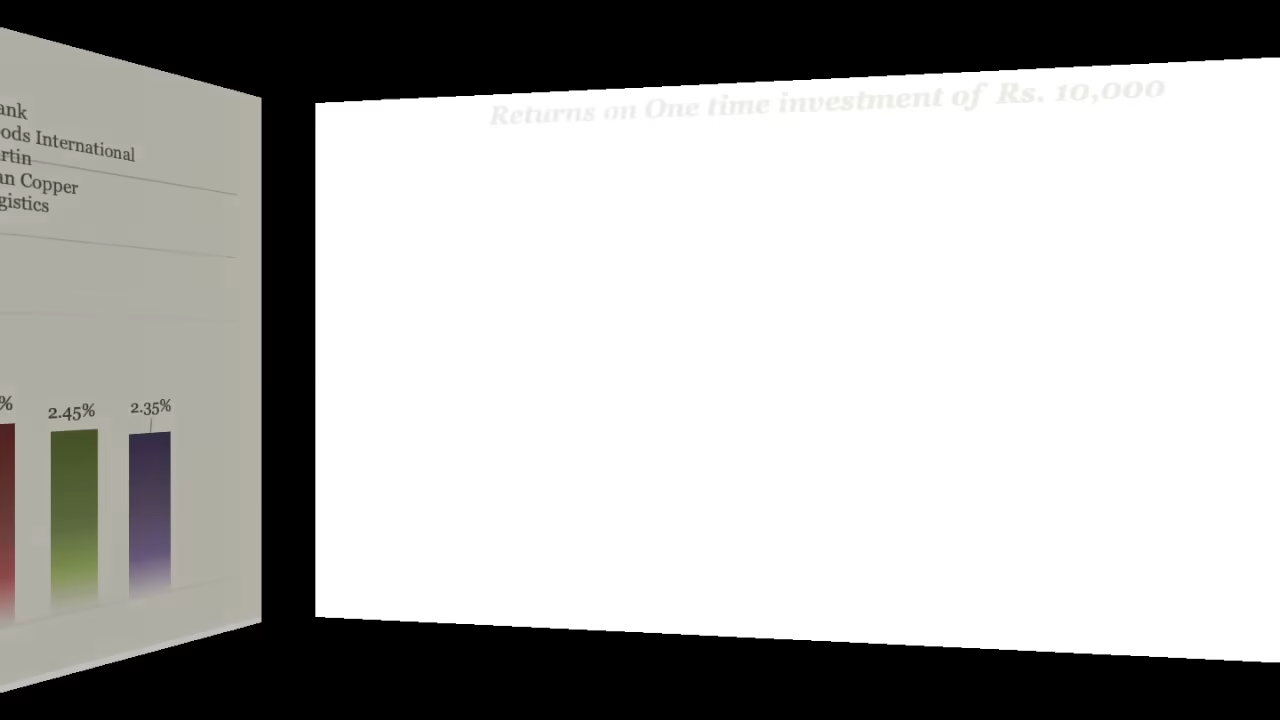 ank
ods International
rtin
an Copper
gistics
%
2.45%
2.35%
Returns on One time investment of Rs. 10,000